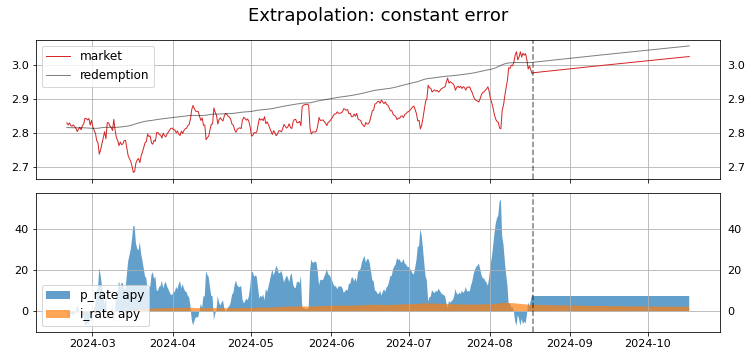 Extrapolation: constant error
market
redemption
3.0
2.9
2.8
2.7
3.0
2.9
2.8
2.7
40
20
0
40
20
0
p_rate apy
i_rate apy
2024-03 2024-04 2024-05 2024-06 2024-07 2024-08 2024-09 2024-10